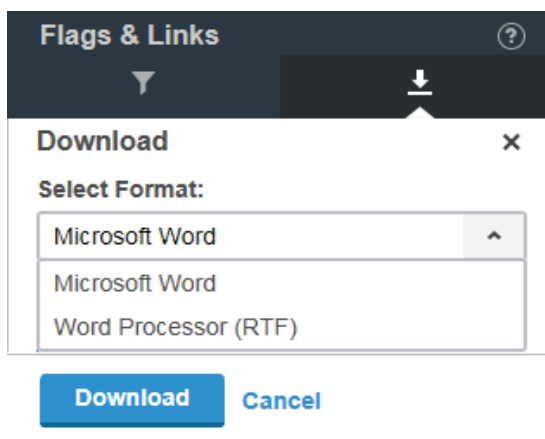 Flags & Links
?
Download
×
Select Format:
Microsoft Word
Microsoft Word
Word Processor (RTF)
Download Cancel